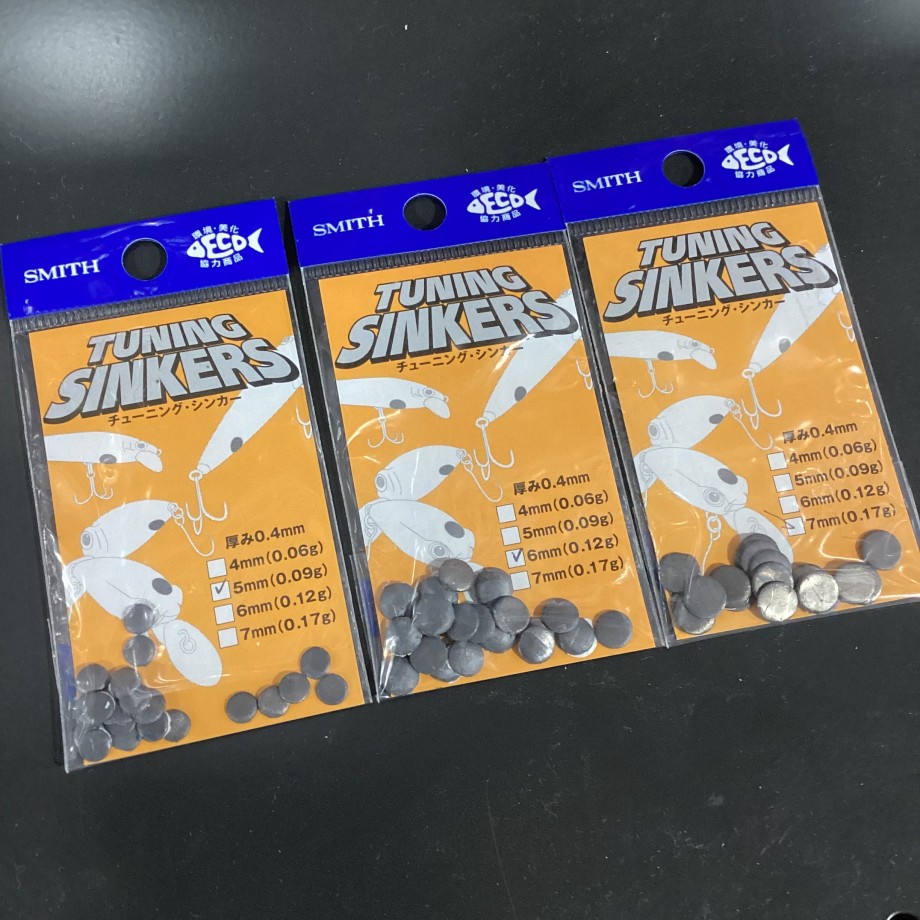 SMITH
環境・美化
ECO
協力商品
TUNING
SINKERS
チューニング・シンカー
厚み0.4mm
4mm(0.06g)
5mm(0.09g)
6mm(0.12g)
7mm(0.17g)
SMITH
環境・美化
ECO
協力商品
TUNING
SINKERS
チューニング・シンカー
厚み0.4mm
4mm(0.06g)
5mm(0.09g)
6mm(0.12g)
7mm(0.17g)
SMITH
環境・美化
ECO
協力商品
TUNING
SINKERS
チューニング・シンカー
厚み0.4mm
4mm(0.06g)
5mm(0.09g)
6mm(0.12g)
7mm(0.17g)